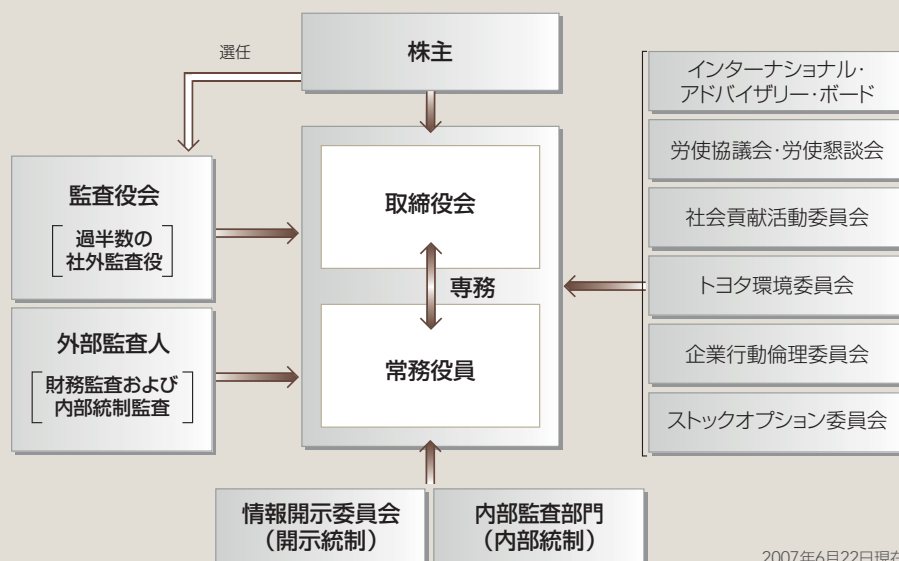 選任
株主
監査役会
過半数の
社外監査役
外部監査人
財務監査および
内部統制監査
取締役会
専務
常務役員
インターナショナル・
アドバイザリー・ボード
労使協議会・労使懇談会
社会貢献活動委員会
トヨタ環境委員会
企業行動倫理委員会
ストックオプション委員会
情報開示委員会
(開示統制)
内部監査部門
(内部統制)
2007年6月22日現在